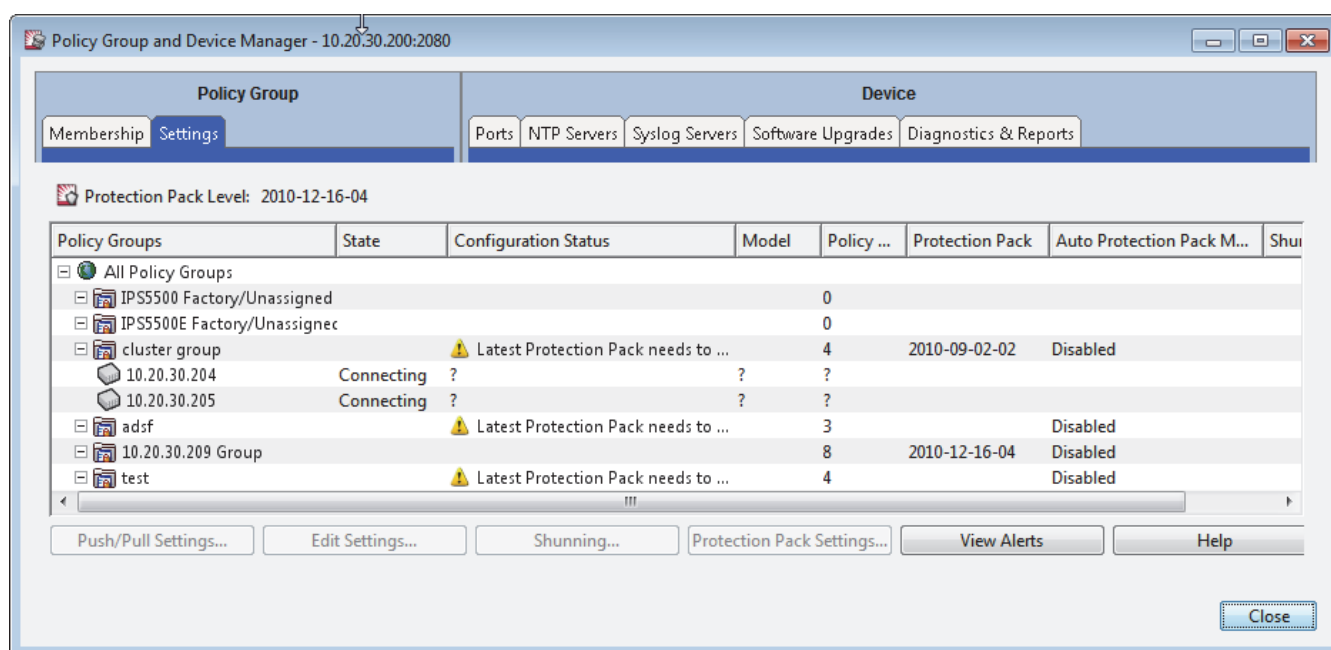 Policy Group and Device Manager - 10.20.30.200:2080
Policy Group Device
Membership Settings Ports NTP Servers Syslog Servers Software Upgrades Diagnostics & Reports
Protection Pack Level: 2010-12-16-04
Policy Groups State Configuration Status Model Policy ... Protection Pack Auto Protection Pack M... Shu
All Policy Groups
IPS5500 Factory/Unassigned 0
IPS5500E Factory/Unassignec 0
cluster group Latest Protection Pack needs to ... 4 2010-09-02-02 Disabled
10.20.30.204 Connecting ? ? ?
10.20.30.205 Connecting ? ? ?
adsf Latest Protection Pack needs to ... 3 Disabled
10.20.30.209 Group 8 2010-12-16-04 Disabled
test Latest Protection Pack needs to ... 4 Disabled
Push/Pull Settings... Edit Settings... Shunning... Protection Pack Settings... View Alerts Help
Close